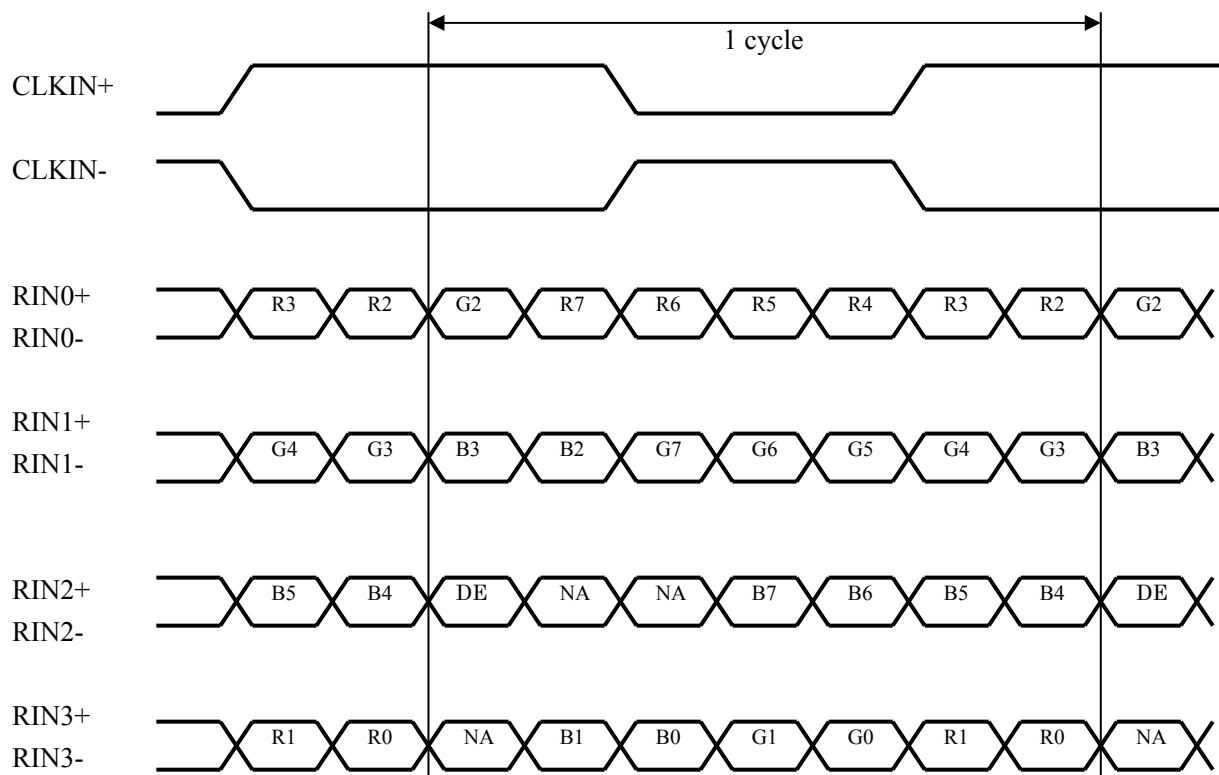 1 cycle
CLKIN+
CLKIN-
RIN0+
RIN0-
R3 R2 G2 R7 R6 R5 R4 R3 R2 G2
RIN1+
RIN1-
G4 G3 B3 B2 G7 G6 G5 G4 G3 B3
RIN2+
RIN2-
B5 B4 DE NA NA B7 B6 B5 B4 DE
RIN3+
RIN3-
R1 R0 NA B1 B0 G1 G0 R1 R0 NA